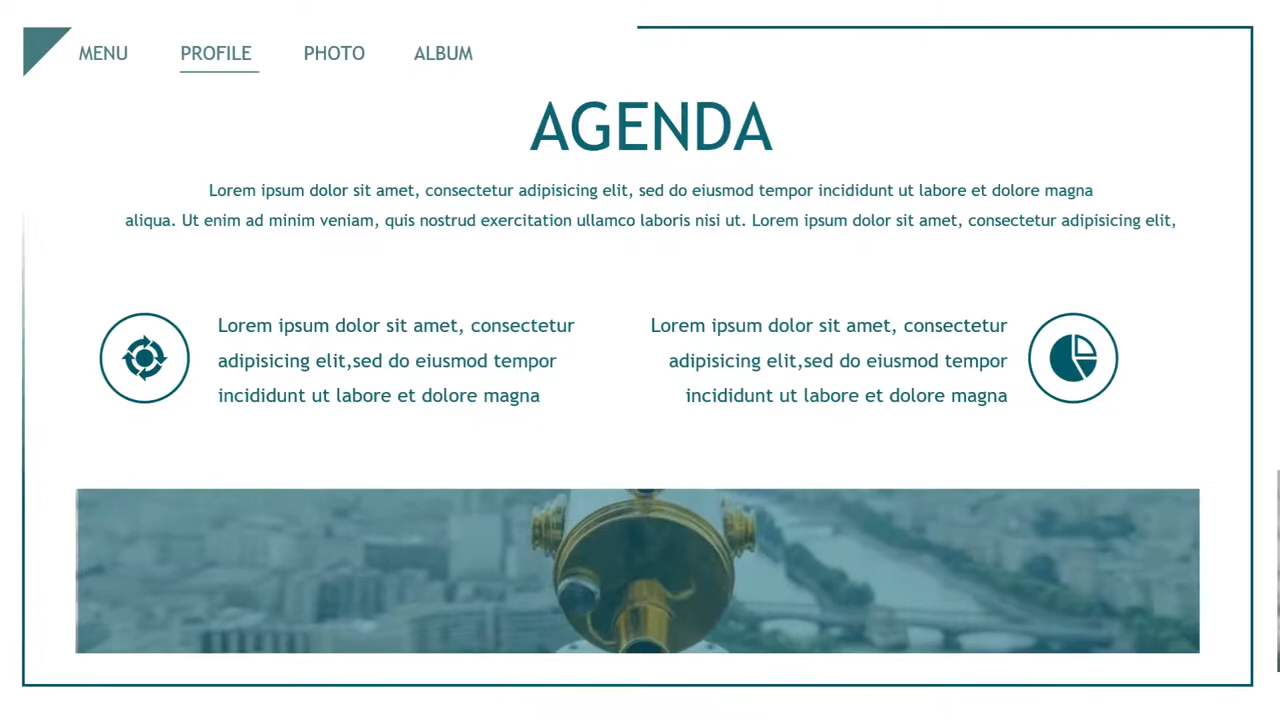 MENU PROFILE PHOTO ALBUM
AGENDA
Lorem ipsum dolor sit amet, consectetur adipisicing elit, sed do eiusmod tempor incididunt ut labore et dolore magna
aliqua. Ut enim ad minim veniam, quis nostrud exercitation ullamco laboris nisi ut. Lorem ipsum dolor sit amet, consectetur adipisicing elit,
Lorem ipsum dolor sit amet, consectetur
adipisicing elit,sed do eiusmod tempor
incididunt ut labore et dolore magna
Lorem ipsum dolor sit amet, consectetur
adipisicing elit,sed do eiusmod tempor
incididunt ut labore et dolore magna